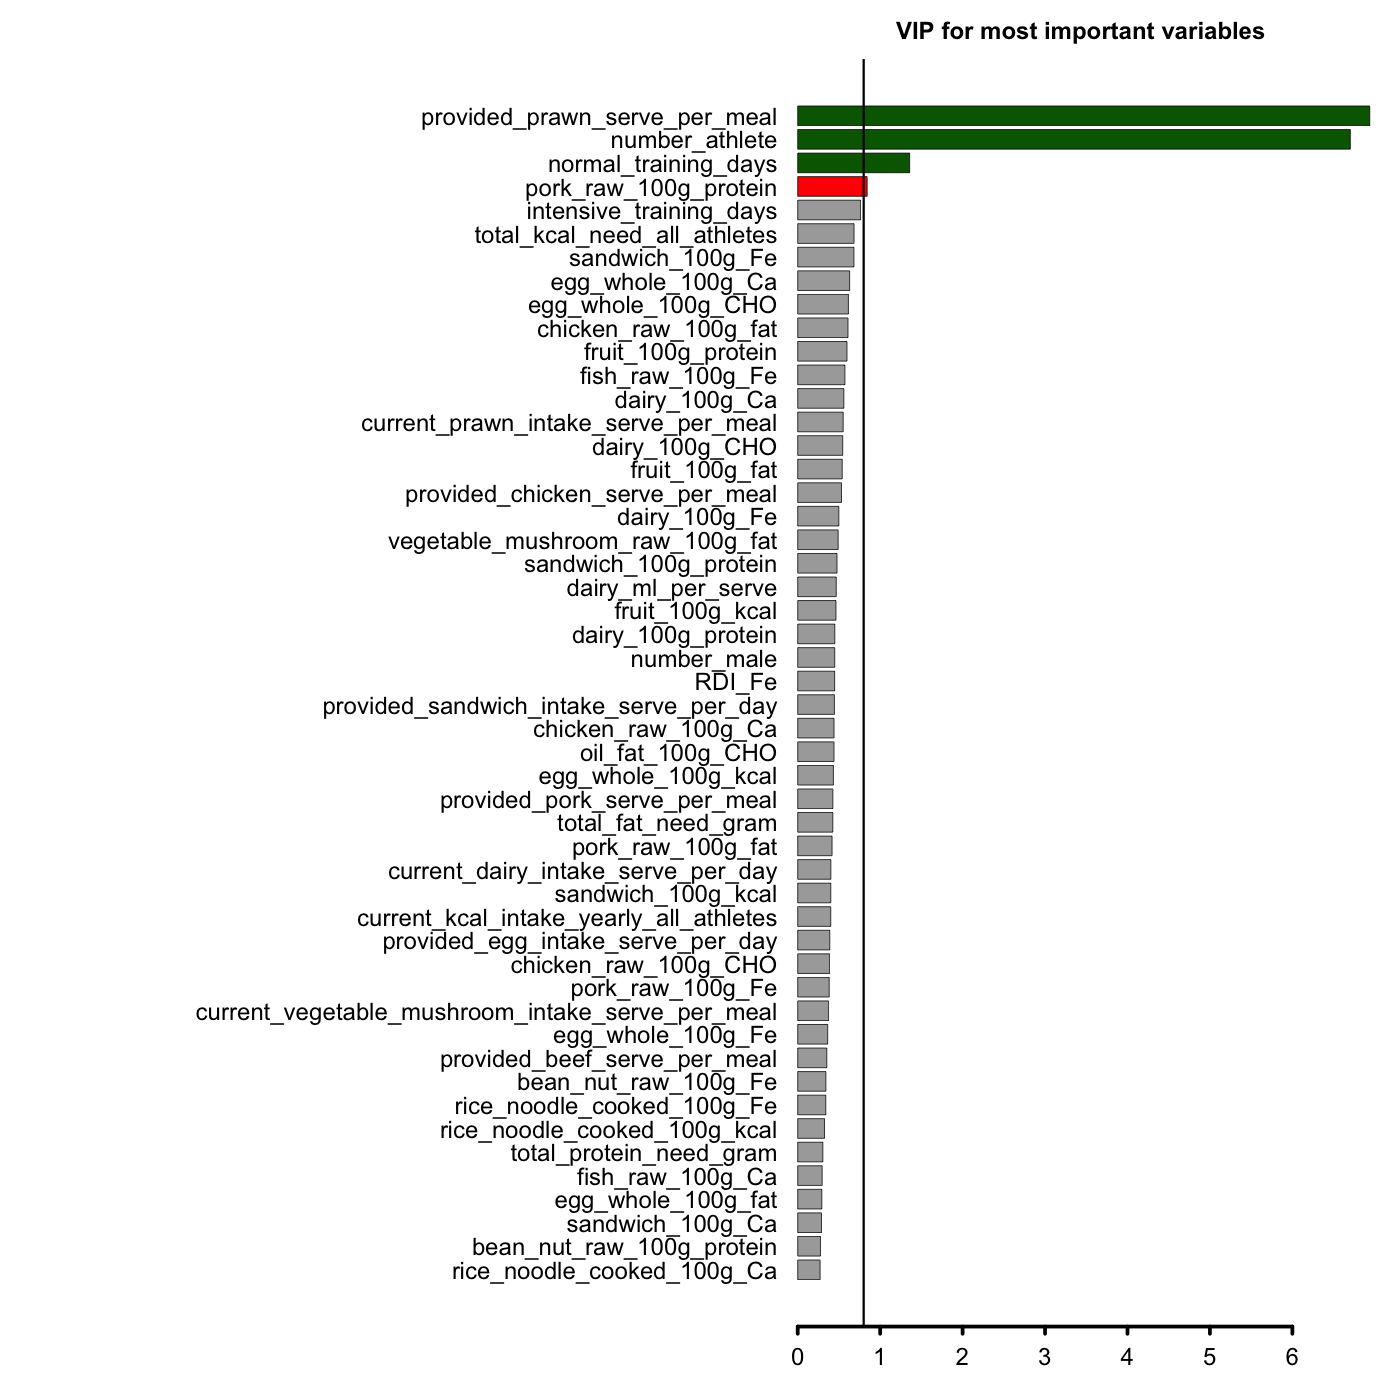 VIP for most important variables
provided_prawn_serve_per_meal
number_athlete
normal_training_days
pork_raw_100g_protein
intensive_training_days
total_kcal_need_all_athletes
sandwich_100g_Fe
egg_whole_100g_Ca
egg_whole_100g_CHO
chicken_raw_100g_fat
fruit_100g_protein
fish_raw_100g_Fe
dairy_100g_Ca
current_prawn_intake_serve_per_meal
dairy_100g_CHO
fruit_100g_fat
provided_chicken_serve_per_meal
dairy_100g_Fe
vegetable_mushroom_raw_100g_fat
sandwich_100g_protein
dairy_ml_per_serve
fruit_100g_kcal
dairy_100g_protein
number_male
RDI_Fe
provided_sandwich_intake_serve_per_day
chicken_raw_100g_Ca
oil_fat_100g_CHO
egg_whole_100g_kcal
provided_pork_serve_per_meal
total_fat_need_gram
pork_raw_100g_fat
current_dairy_intake_serve_per_day
sandwich_100g_kcal
current_kcal_intake_yearly_all_athletes
provided_egg_intake_serve_per_day
chicken_raw_100g_CHO
pork_raw_100g_Fe
current_vegetable_mushroom_intake_serve_per_meal
egg_whole_100g_Fe
provided_beef_serve_per_meal
bean_nut_raw_100g_Fe
rice_noodle_cooked_100g_Fe
rice_noodle_cooked_100g_kcal
total_protein_need_gram
fish_raw_100g_Ca
egg_whole_100g_fat
sandwich_100g_Ca
bean_nut_raw_100g_protein
rice_noodle_cooked_100g_Ca
0 1 2 3 4 5 6